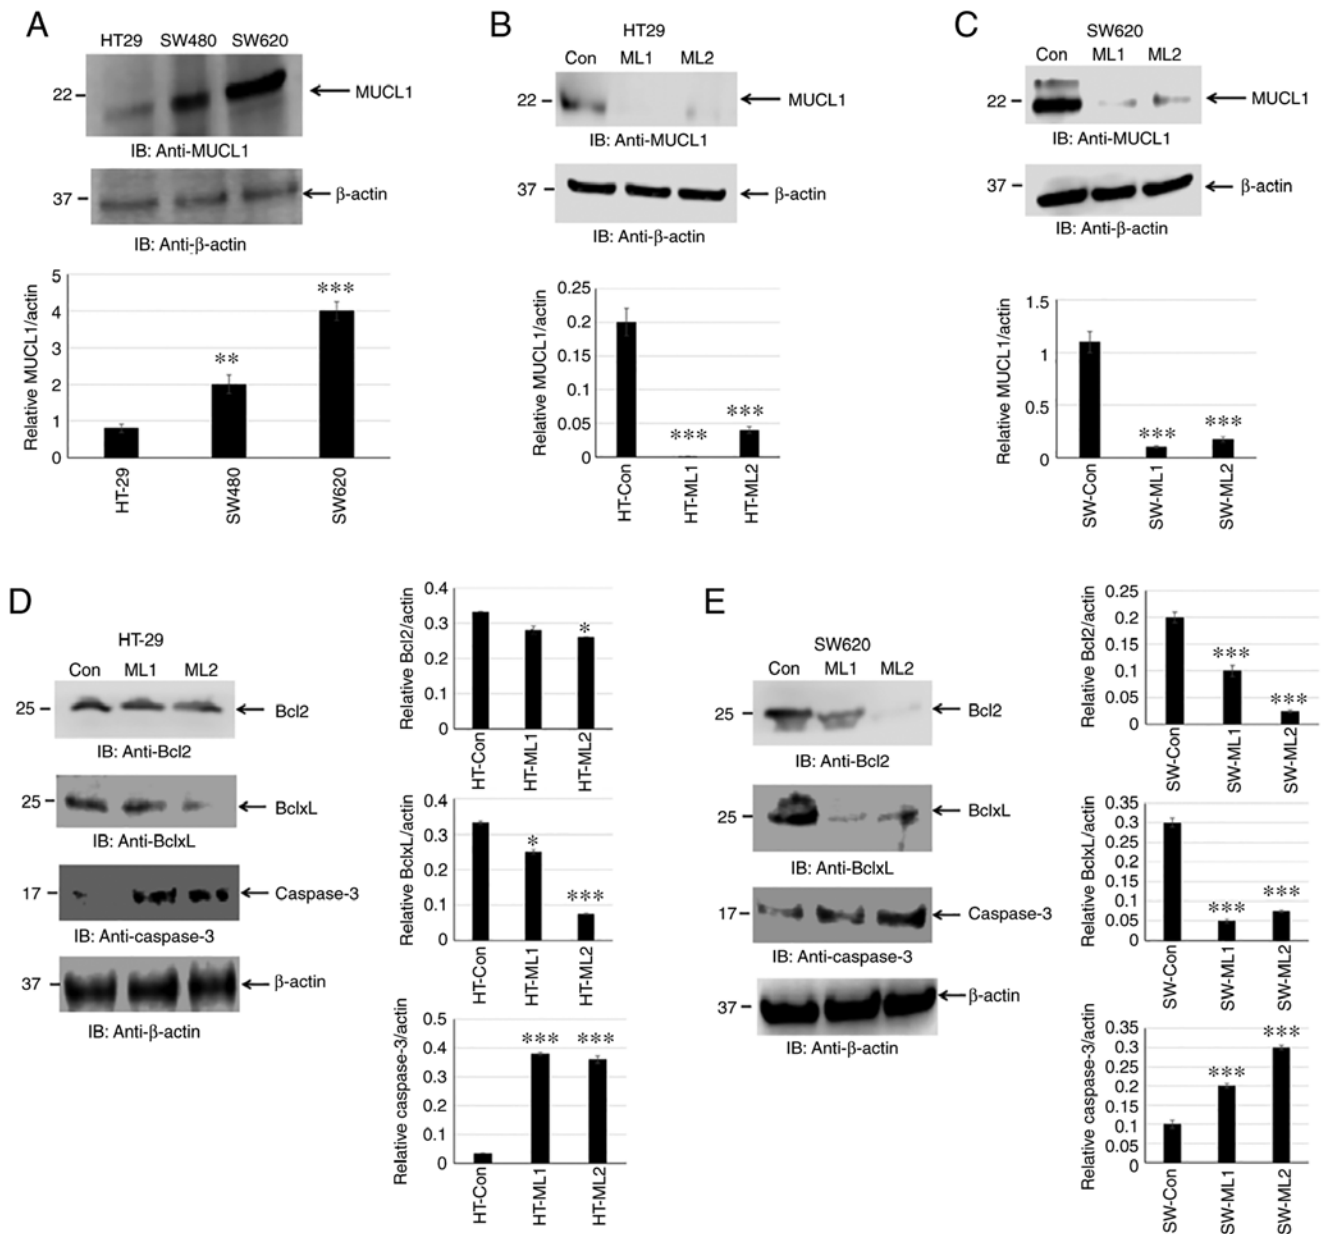 A
HT29 SW480 SW620
22
MUCL1
IB: Anti-MUCL1
37
β-actin
IB: Anti-β-actin
Relative MUCL1/actin
5
4
3
2
1
0
**
***
HT-29
SW480
SW620
B
HT29
Con ML1 ML2
22
MUCL1
IB: Anti-MUCL1
37
β-actin
IB: Anti-β-actin
Relative MUCL1/actin
0.25
0.2
0.15
0.1
0.05
0
***
***
HT-Con
HT-ML1
HT-ML2
C
SW620
Con ML1 ML2
22
MUCL1
IB: Anti-MUCL1
37
β-actin
IB: Anti-β-actin
Relative MUCL1/actin
1.5
1
0.5
0
***
***
SW-Con
SW-ML1
SW-ML2
D
HT-29
Con ML1 ML2
25
Bcl2
IB: Anti-Bcl2
25
BclxL
IB: Anti-BclxL
17
Caspase-3
IB: Anti-caspase-3
37
β-actin
IB: Anti-β-actin
Relative Bcl2/actin
0.4
0.3
0.2
0.1
0
*
HT-Con
HT-ML1
HT-ML2
Relative BclxL/actin
0.4
0.3
0.2
0.1
0
*
***
HT-Con
HT-ML1
HT-ML2
Relative caspase-3/actin
0.5
0.4
0.3
0.2
0.1
0
***
***
HT-Con
HT-ML1
HT-ML2
E
SW620
Con ML1 ML2
25
Bcl2
IB: Anti-Bcl2
25
BclxL
IB: Anti-BclxL
17
Caspase-3
IB: Anti-caspase-3
37
β-actin
IB: Anti-β-actin
Relative Bcl2/actin
0.25
0.2
0.15
0.1
0.05
0
***
***
SW-Con
SW-ML1
SW-ML2
Relative BclxL/actin
0.35
0.3
0.25
0.2
0.15
0.1
0.05
0
***
***
SW-Con
SW-ML1
SW-ML2
Relative caspase-3/actin
0.35
0.3
0.25
0.2
0.15
0.1
0.05
0
***
***
SW-Con
SW-ML1
SW-ML2